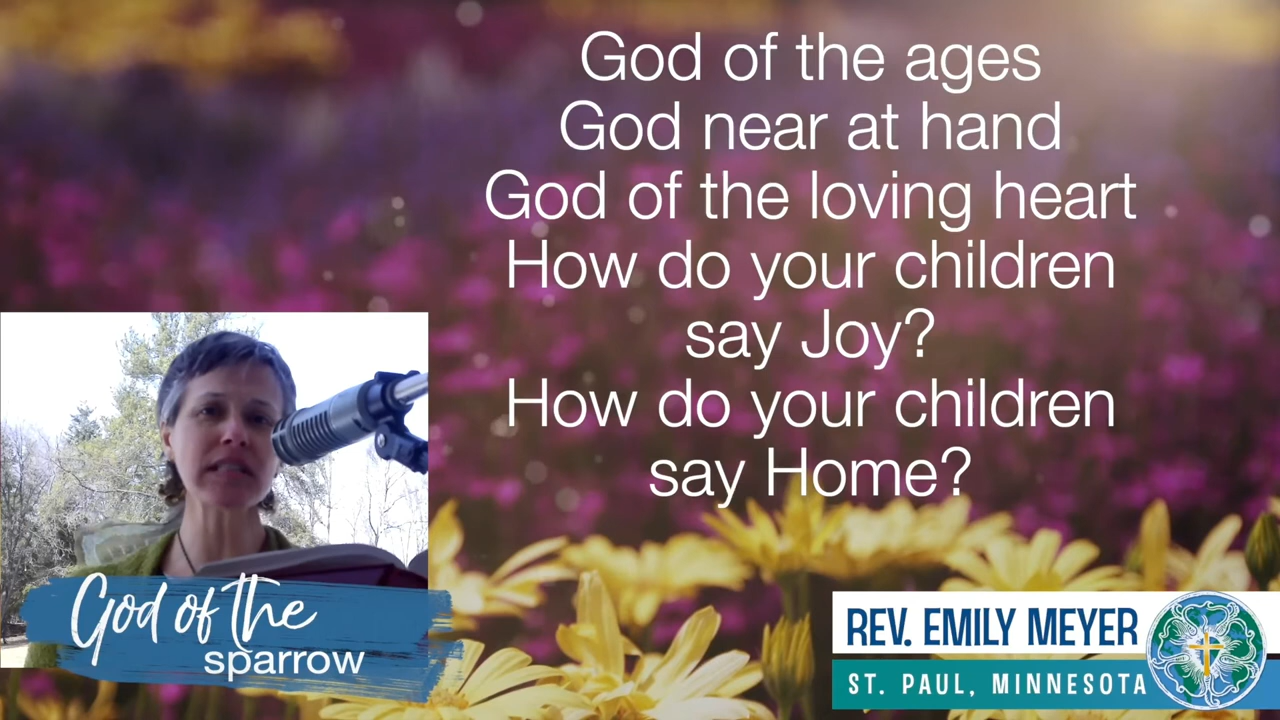 God of the ages
God near at hand
God of the loving heart
How do your children
say Joy?
How do your children
say Home?
God of the
sparrow
REV. EMILY MEYER
ST. PAUL, MINNESOTA